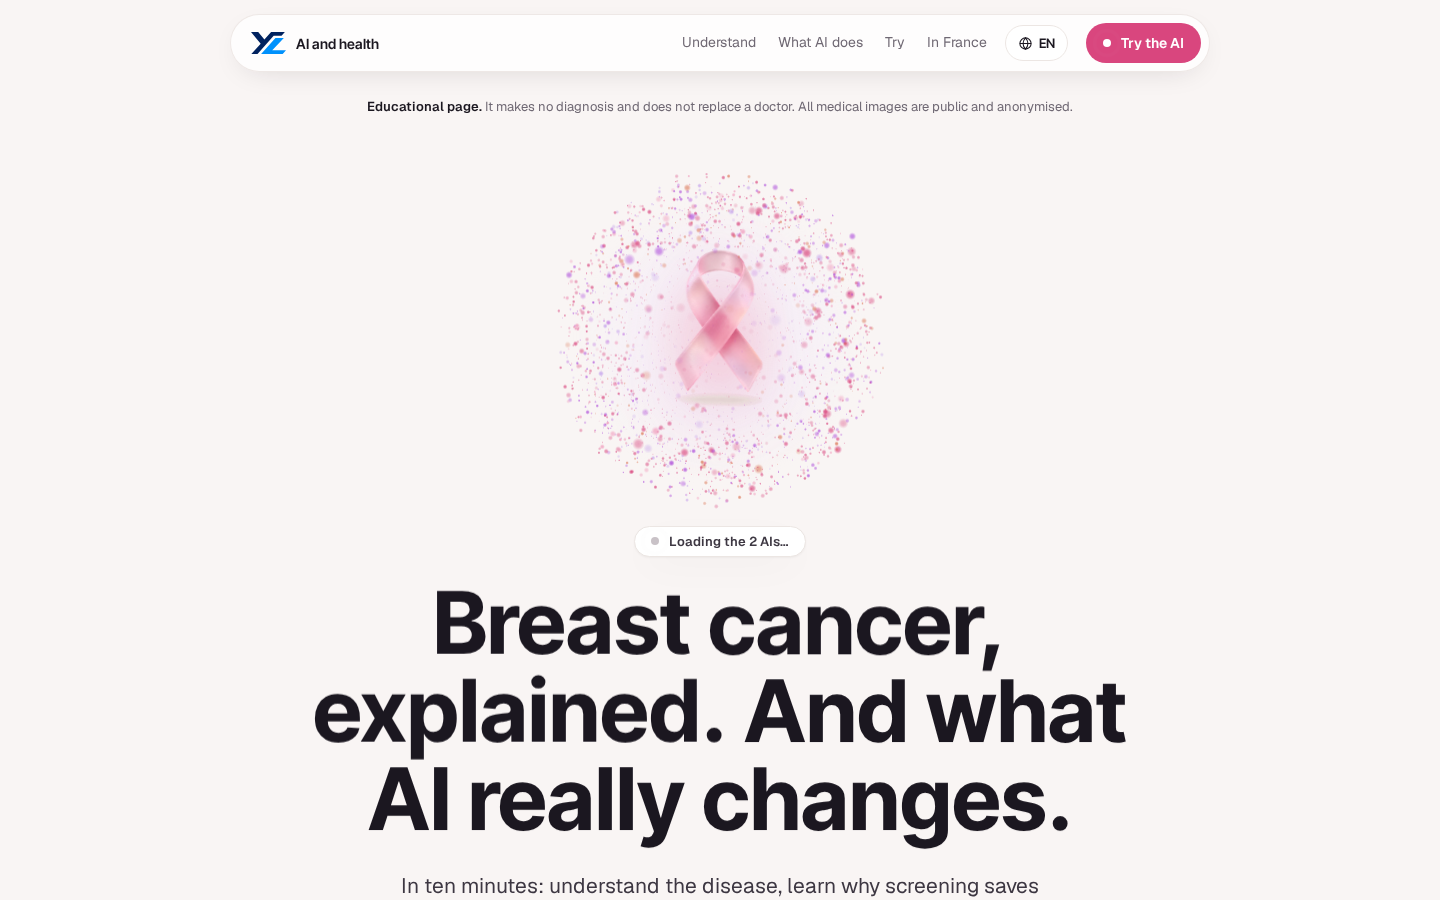 AI and health
Understand
What AI does
Try
In France
EN
Try the AI
Educational page. It makes no diagnosis and does not replace a doctor. All medical images are public and anonymised.
Loading the 2 AIs...
Breast cancer,
explained. And what
AI really changes.
In ten minutes: understand the disease, learn why screening saves